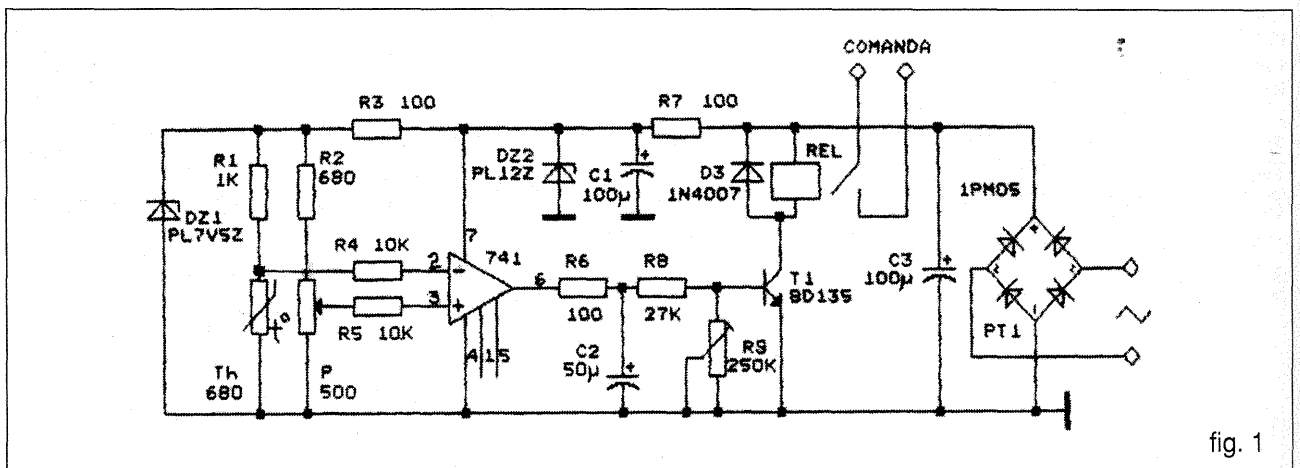 COMANDA
R3 100
R7 100
R1
1K
R2
680
DZ2
PL12Z
C1
100µ
D3
1N4007
REL
1PM05
DZ1
PL7V5Z
R4 10K
2
7
741
-
+
3
R5 10K
6
R6
100
R8
27K
T1
BD135
C3
100µ
+
+
+
PT1
t°
4
1
5
C2
50µ
R9
250K
Th
680
P
500
fig. 1